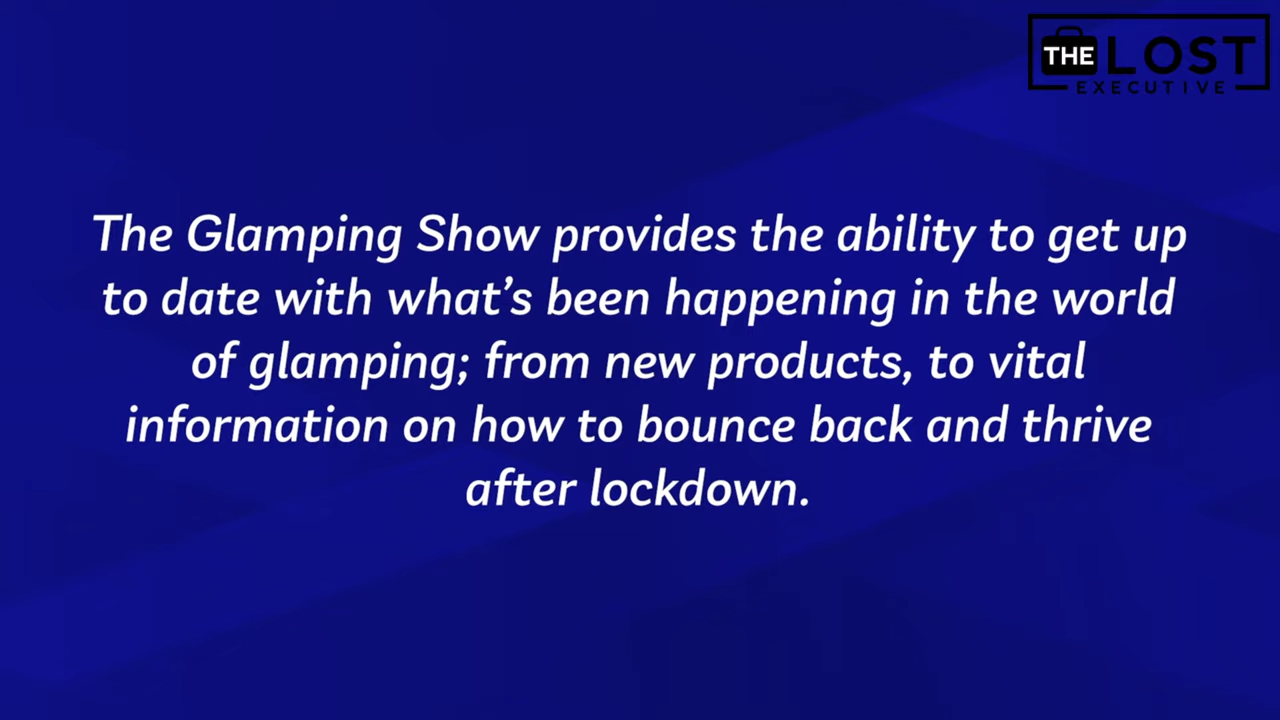 THE LOST
EXECUTIVE
The Glamping Show provides the ability to get up
to date with what’s been happening in the world
of glamping; from new products, to vital
information on how to bounce back and thrive
after lockdown.